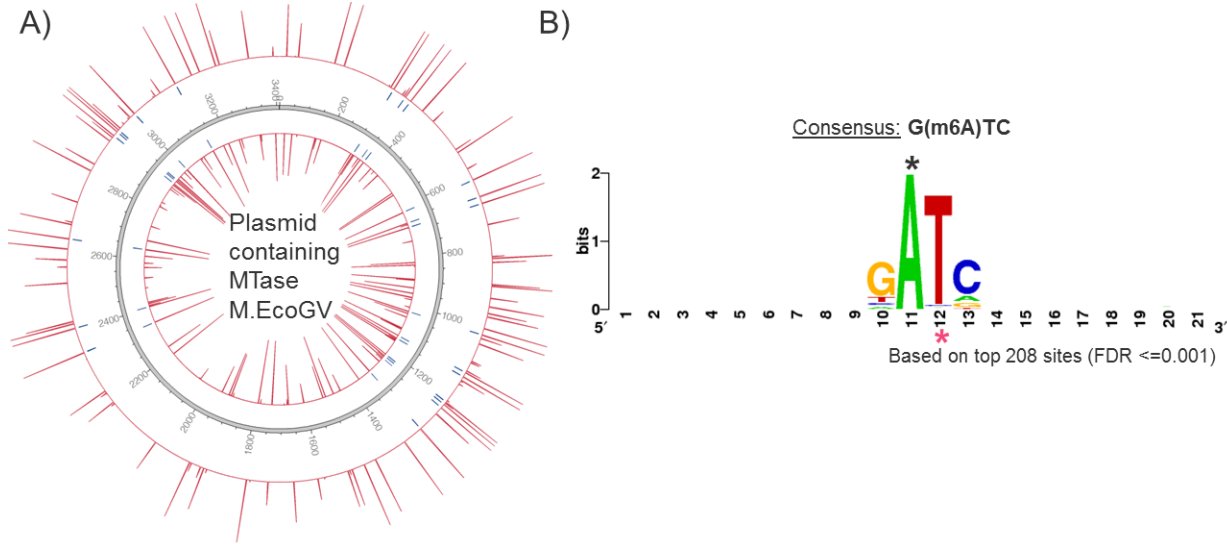 A)
B)
3400
200
400
600
800
1000
1200
1400
1600
1800
2000
2200
2400
2600
2800
3000
3200
Plasmid
containing
MTase
M.EcoGV
Consensus: G(m6A)TC
*
2
1
0
bits
GATC
5′ 1 2 3 4 5 6 7 8 9 10 11 12 13 14 15 16 17 18 19 20 21 3′
*
Based on top 208 sites (FDR <=0.001)